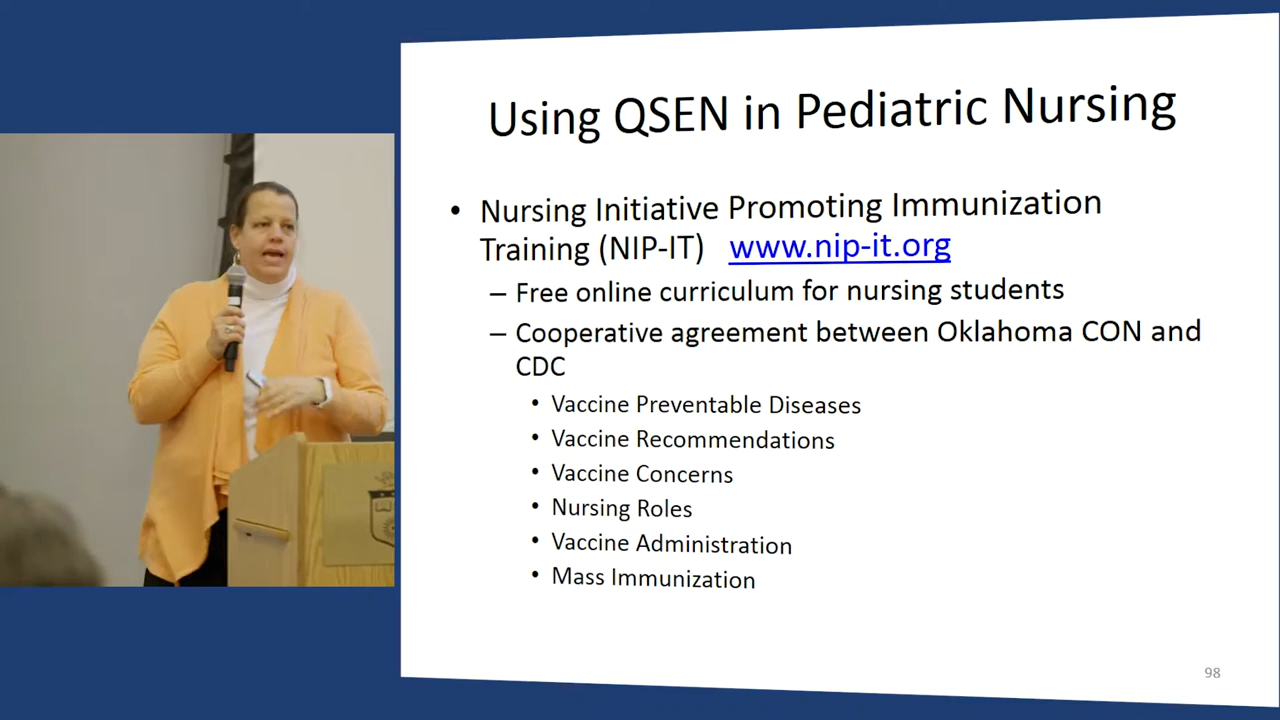 Using QSEN in Pediatric Nursing
• Nursing Initiative Promoting Immunization
Training (NIP-IT) www.nip-it.org
– Free online curriculum for nursing students
– Cooperative agreement between Oklahoma CON and
CDC
• Vaccine Preventable Diseases
• Vaccine Recommendations
• Vaccine Concerns
• Nursing Roles
• Vaccine Administration
• Mass Immunization
98